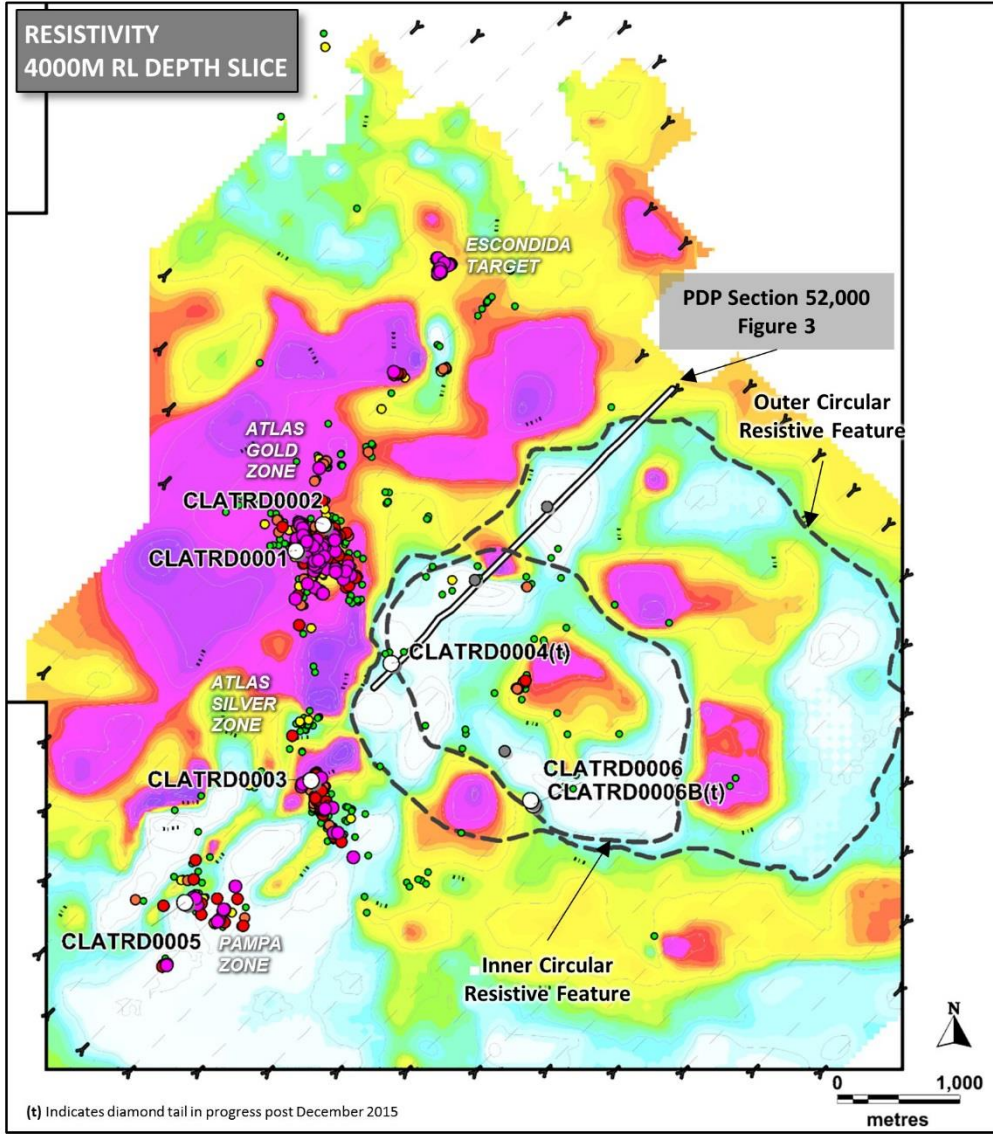 RESISTIVITY
4000M RL DEPTH SLICE
ESCONDIDA
TARGET
PDP Section 52,000
Figure 3
Outer Circular
Resistive Feature
ATLAS
GOLD
ZONE
CLATRD0002
CLATRD0001
CLATRD0004(t)
ATLAS
SILVER
ZONE
CLATRD0003
CLATRD0006
CLATRD0006B(t)
CLATRD0005
PAMPA
ZONE
Inner Circular
Resistive Feature
N
0 1,000
metres
(t) Indicates diamond tail in progress post December 2015